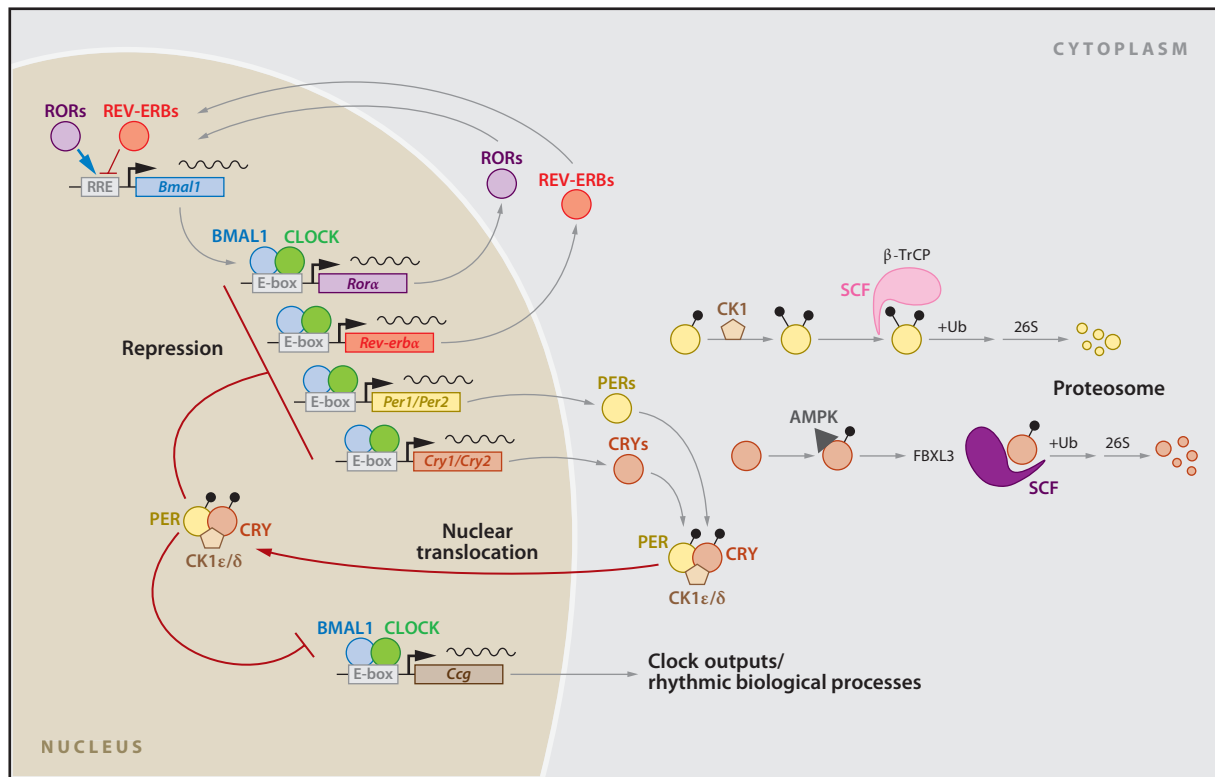 CYTOPLASM
RORs REV-ERBs
RRE Bmal1
RORs
REV-ERBs
BMAL1 CLOCK
E-box Rorα
E-box Rev-erbα
Repression
E-box Per1/Per2
PERs
E-box Cry1/Cry2
CRYs
β-TrCP
SCF
CK1
+Ub 26S
Proteosome
AMPK
FBXL3
+Ub 26S
SCF
PER
CRY
CK1ε/δ
Nuclear
translocation
PER
CRY
CK1ε/δ
BMAL1 CLOCK
E-box Ccg
Clock outputs/
rhythmic biological processes
NUCLEUS